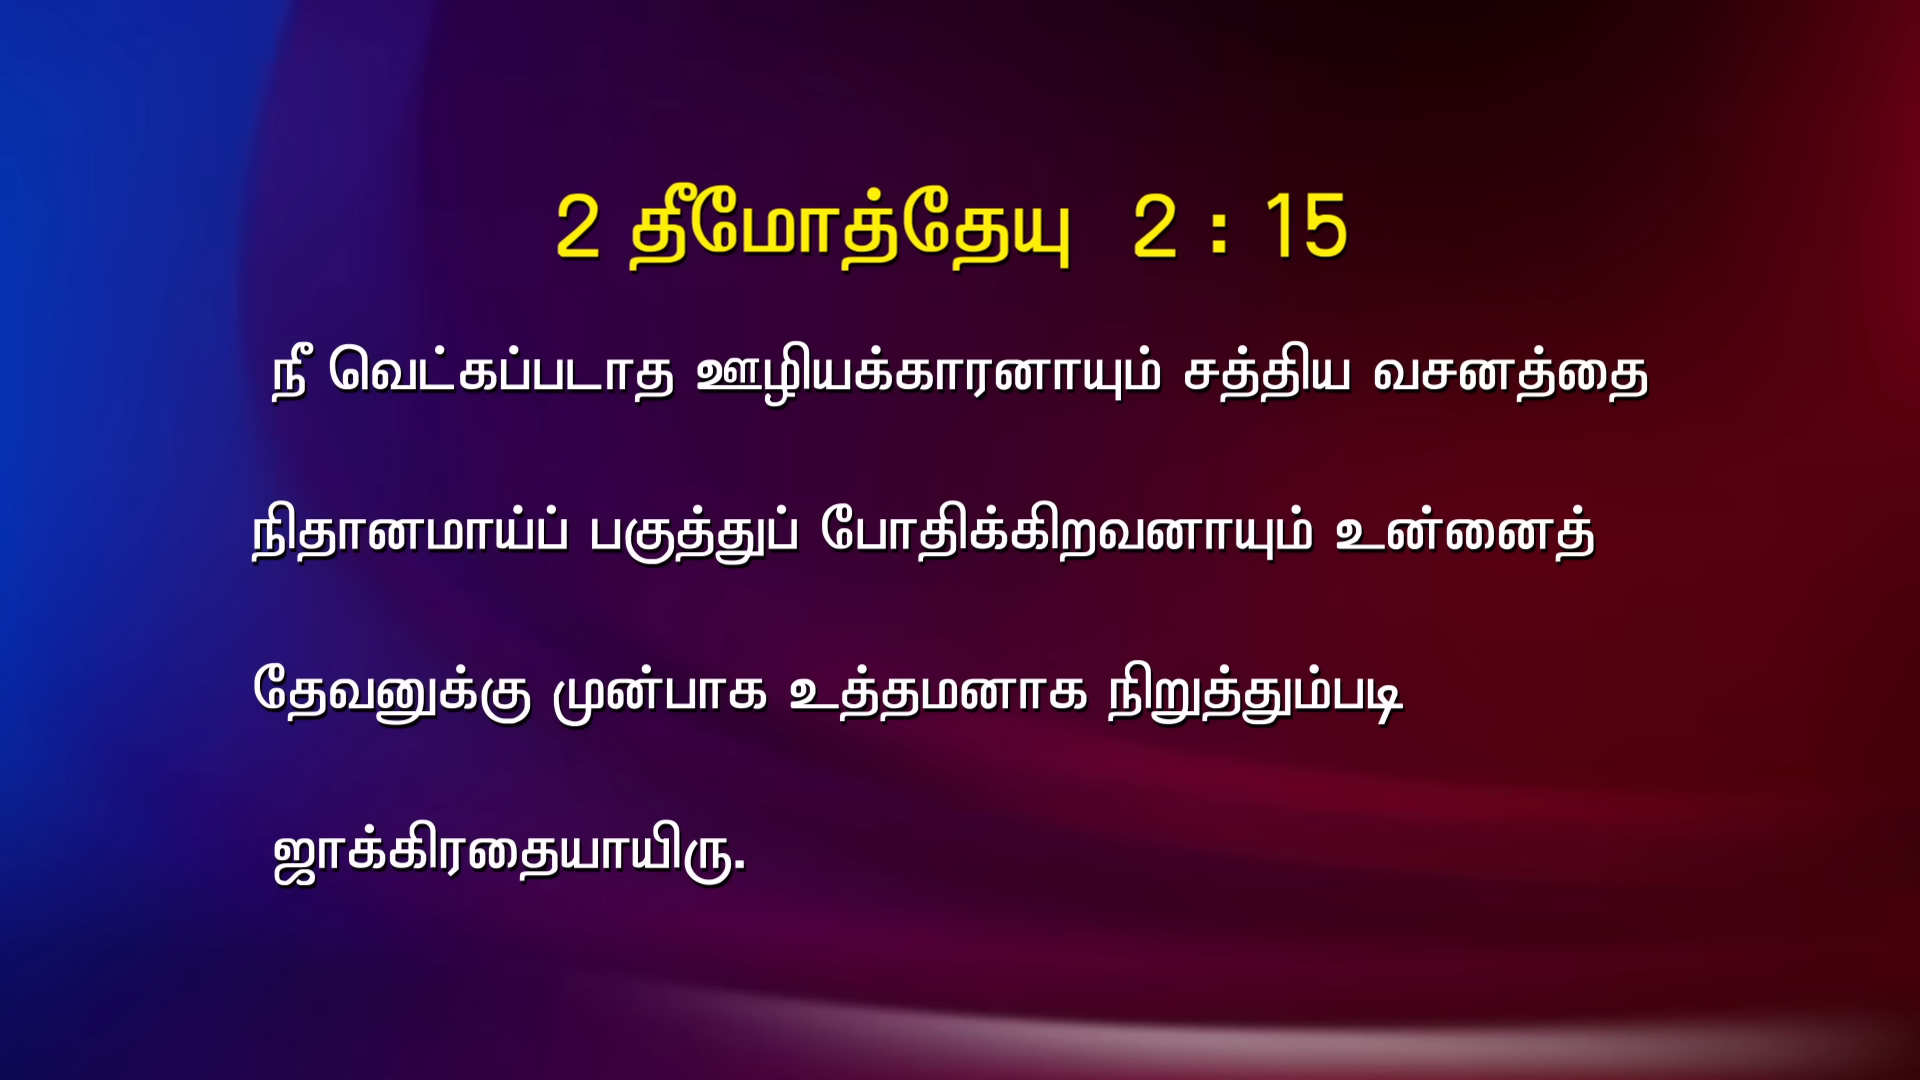 2 தீமோத்தேயு 2 : 15
நீ வெட்கப்படாத ஊழியக்காரனாயும் சத்திய வசனத்தை
நிதானமாய்ப் பகுத்துப் போதிக்கிறவனாயும் உன்னைத்
தேவனுக்கு முன்பாக உத்தமனாக நிறுத்தும்படி
ஜாக்கிரதையாயிரு.